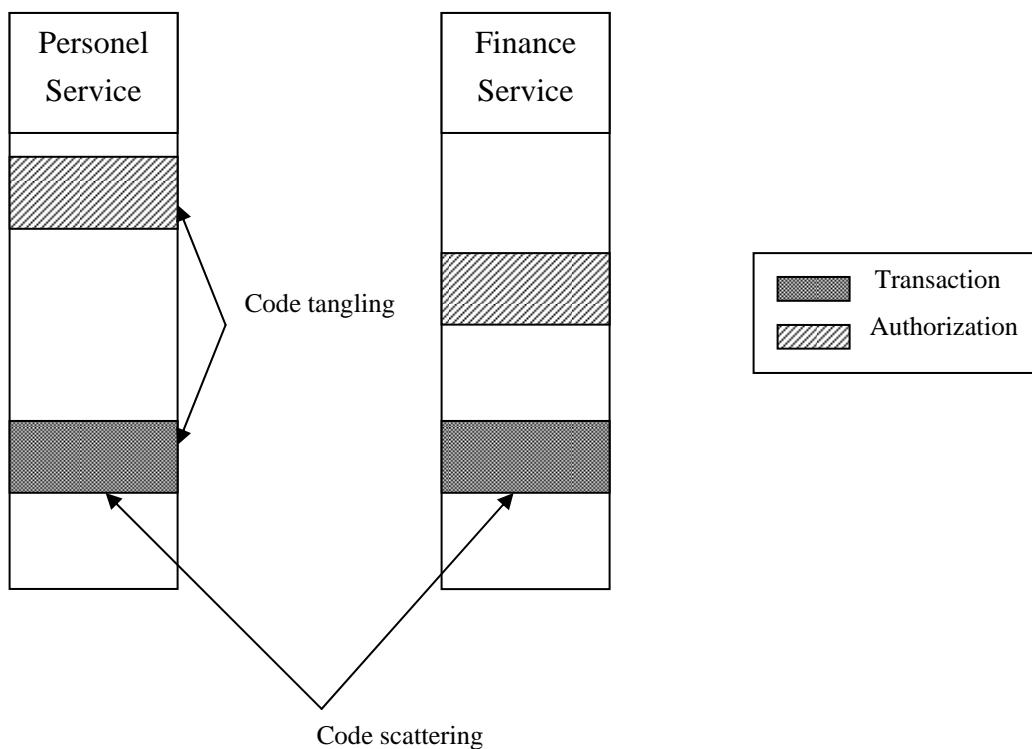 Personel
Service
Finance
Service
Code tangling
Transaction
Authorization
Code scattering